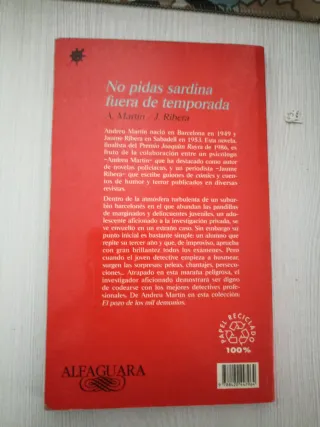 No pidas sardina
fuera de temporada
A. Martín - J. Ribera
Andreu Martín nació en Barcelona en 1949 y
Jaume Ribera en Sabadell en 1953. Esta novela,
finalista del Premio Joaquim Ruyra de 1986, es
fruto de la colaboración entre un psicólogo
-Andreu Martín- que ha destacado como autor
de novelas policíacas, y un periodista -Jaume
Ribera- que escribe guiones de cómics y cuen-
tos de humor y humor publicados en diversas
revistas.
Dentro de la atmósfera turbulenta de un subur-
bio barcelonés en el que abundan las pandillas
de marginados y delincuentes juveniles, un ado-
lescente aficionado a la investigación privada, se
ve envuelto en un extraño caso. Sin embargo su
punto inicial es bastante simple: un alumno que
repite su tercer año y que, de improviso, aprueba
con gran brillantez todos los exámenes. Pero
cuando el joven detective empieza a husmear,
surgen las sorpresas: peleas, chantajes, persecu-
ciones... Atrapado en esta maraña peligrosa, el
investigador aficionado demostrará ser digno
de codearse con los mejores detectives profe-
sionales. De Andreu Martín en esta colección:
El pozo de los mil demonios.
PAPEL RECICLADO
100%
ALFAGUARA